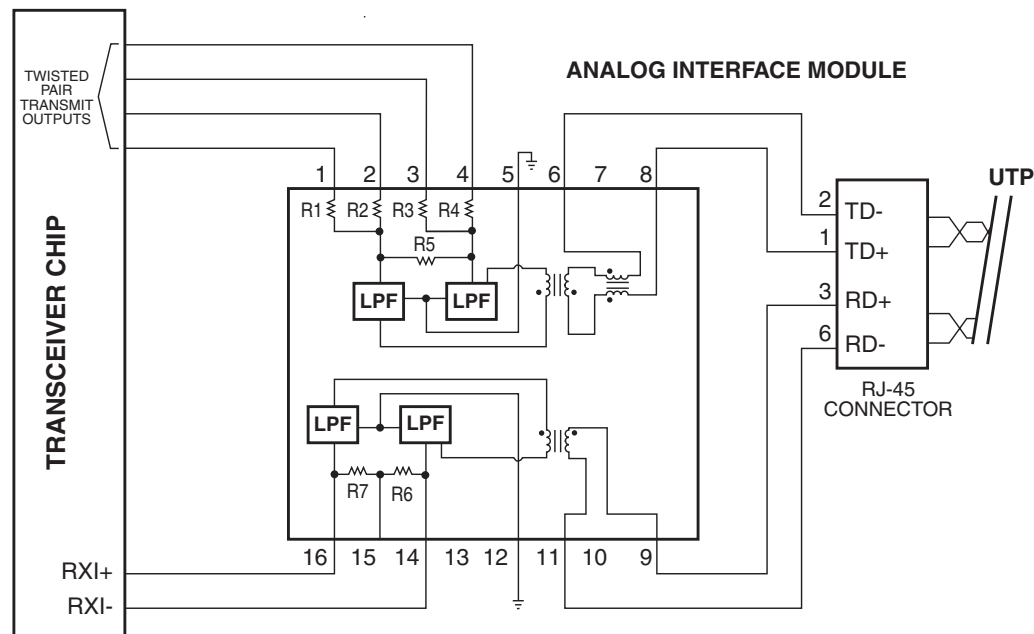 TWISTED
PAIR
TRANSMIT
OUTPUTS
TRANSCEIVER CHIP
RXI+
RXI-
ANALOG INTERFACE MODULE
1 2 3 4 5 6 7 8
R1 R2 R3 R4
R5
LPF LPF
LPF LPF
R7 R6
16 15 14 13 12 11 10 9
2 TD-
1 TD+
3 RD+
6 RD-
RJ-45
CONNECTOR
UTP